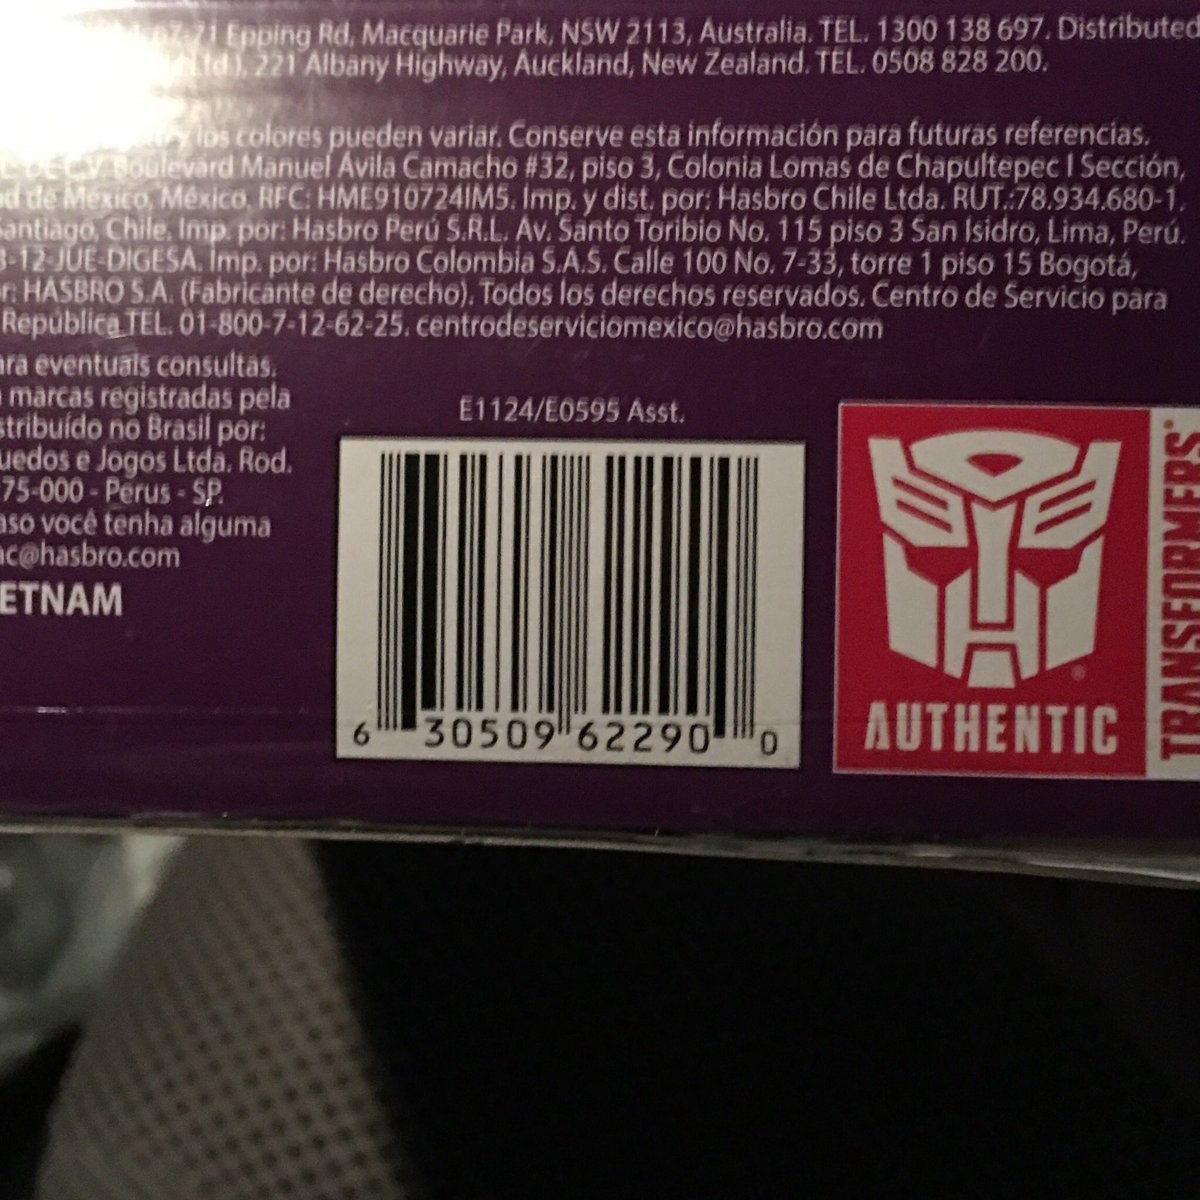 71 Epping Rd, Macquarie Park, NSW 2113, Australia. TEL. 1300 138 697. Distributed
Ltd.), 221 Albany Highway, Auckland, New Zealand. TEL. 0508 828 200.
y los colores pueden variar. Conserve esta información para futuras referencias.
DE C.V. Boulevard Manuel Ávila Camacho #32, piso 3, Colonia Lomas de Chapultepec I Sección,
d de México, México. RFC: HME910724IM5. Imp. y dist. por: Hasbro Chile Ltda. RUT.:78.934.680-1.
Santiago, Chile. Imp. por: Hasbro Perú S.R.L. Av. Santo Toribio No. 115 piso 3 San Isidro, Lima, Perú.
-12-JUE-DIGESA. Imp. por: Hasbro Colombia S.A.S. Calle 100 No. 7-33, torre 1 piso 15 Bogotá,
r: HASBRO S.A. (Fabricante de derecho). Todos los derechos reservados. Centro de Servicio para
República TEL. 01-800-7-12-62-25. centrodeserviciomexico@hasbro.com
ara eventuais consultas.
marcas registradas pela
stribuído no Brasil por:
uedos e Jogos Ltda. Rod.
75-000 - Perus - SP.
aso você tenha alguma
ac@hasbro.com
ETNAM
E1124/E0595 Asst.
6 30509 62290 0
AUTHENTIC
TRANSFORMERS